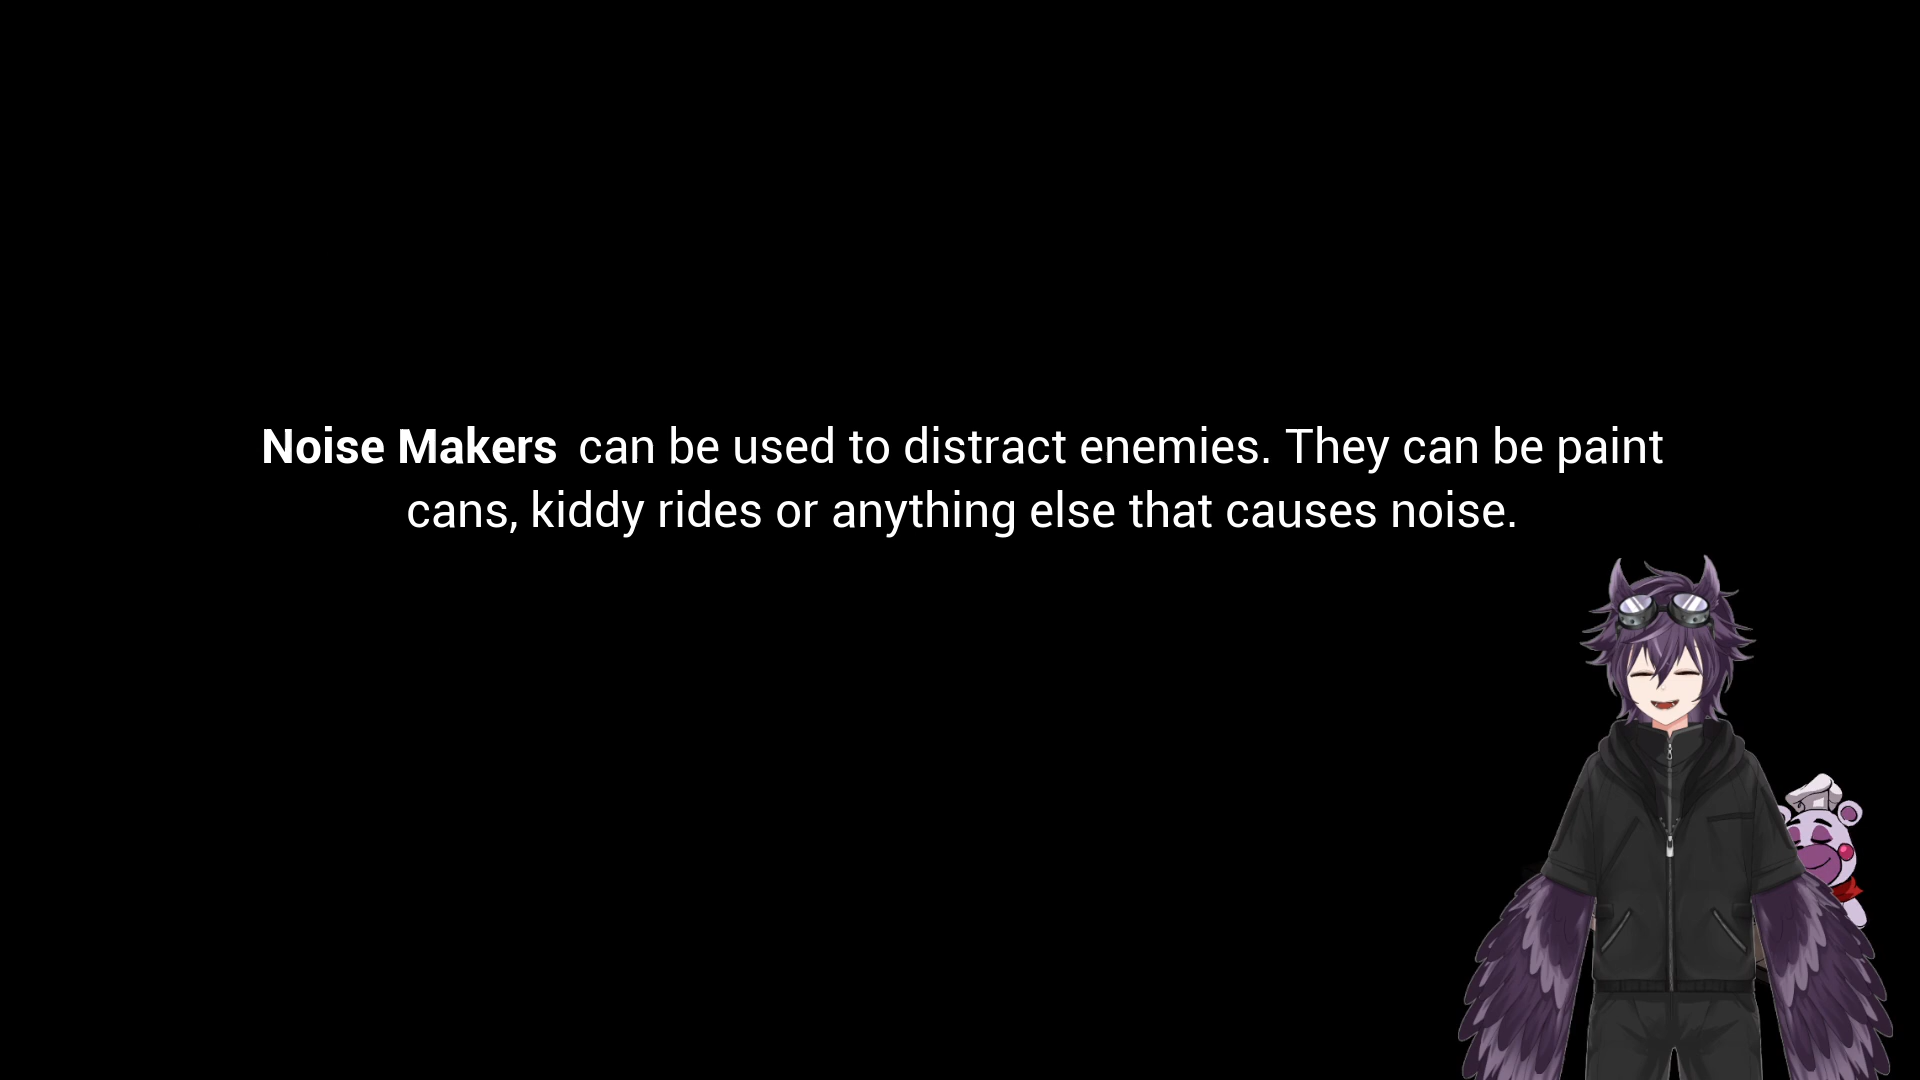 Noise Makers can be used to distract enemies. They can be paint
cans, kiddy rides or anything else that causes noise.